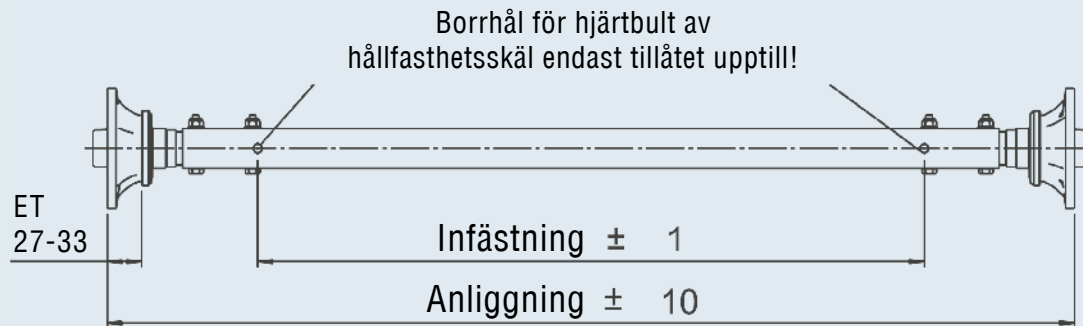 Borrhål för hjärtbult av
hållfasthetsskäl endast tillåtet upptill!
ET
27-33
Infästning ± 1
Anliggning ± 10